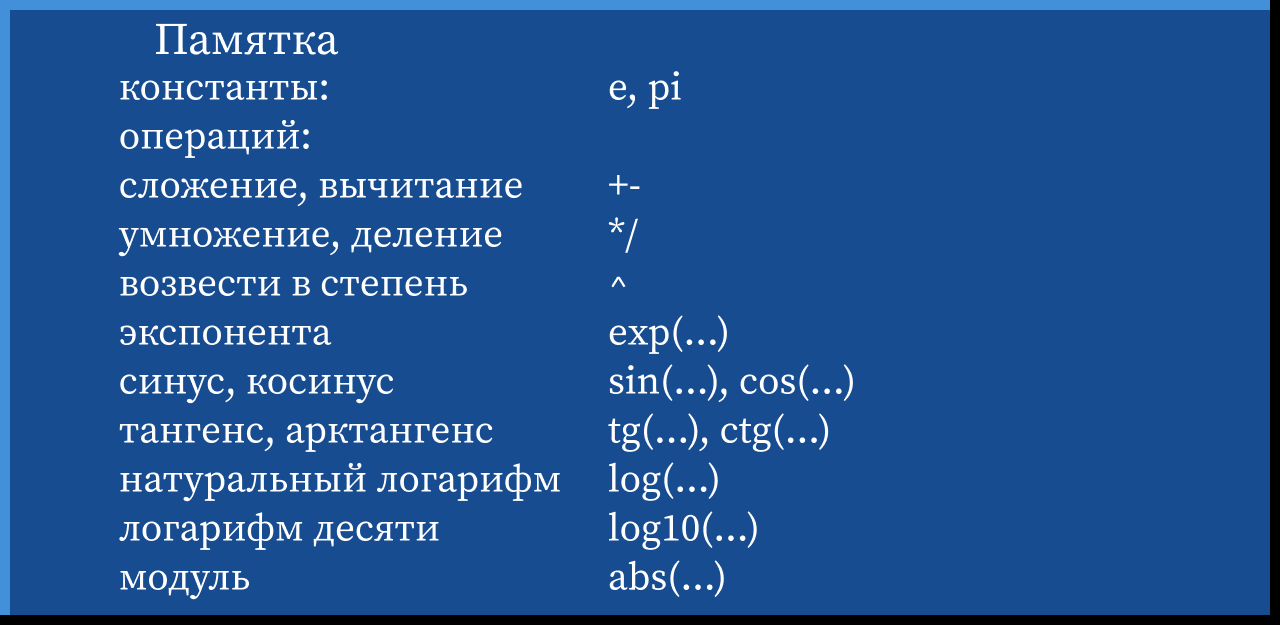 Памятка
константы: e, pi
операций:
сложение, вычитание +-
умножение, деление */
возвести в степень ^
экспонента exp(...)
синус, косинус sin(...), cos(...)
тангенс, арктангенс tg(...), ctg(...)
натуральный логарифм log(...)
логарифм десяти log10(...)
модуль abs(...)